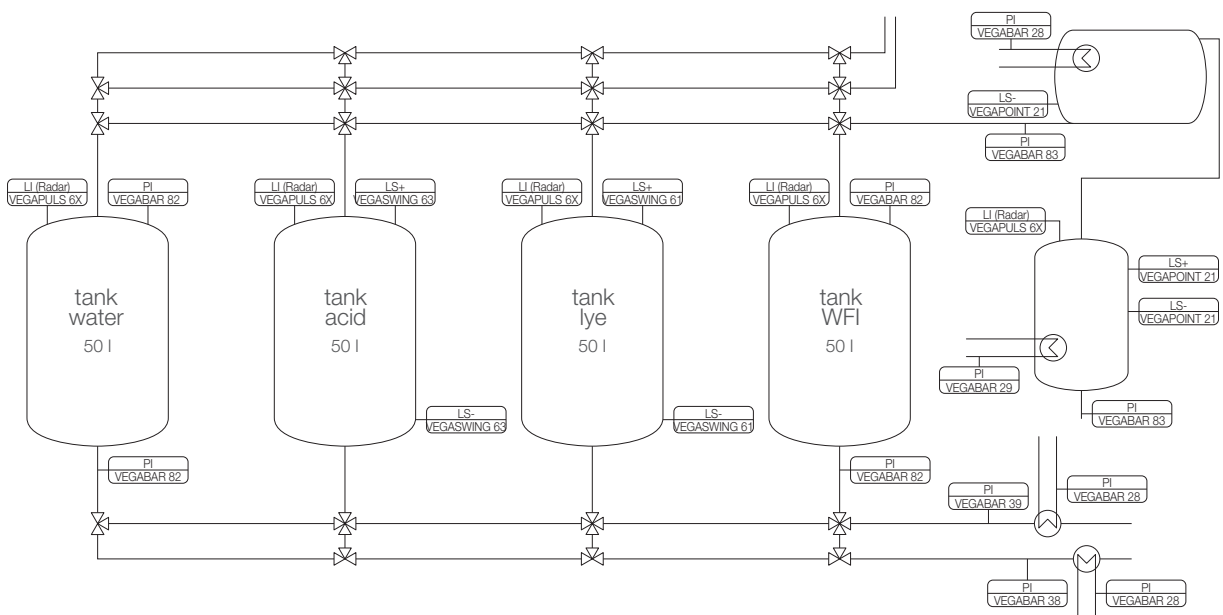 PI
VEGABAR 28
LS-
VEGAPOINT 21
PI
VEGABAR 83
LI (Radar)
VEGAPULS 6X
PI
VEGABAR 82
LI (Radar)
VEGAPULS 6X
LS+
VEGASWING 63
LI (Radar)
VEGAPULS 6X
LS+
VEGASWING 61
LI (Radar)
VEGAPULS 6X
PI
VEGABAR 82
LI (Radar)
VEGAPULS 6X
LS+
VEGAPOINT 21
LS-
VEGAPOINT 21
tank
water
50 l
tank
acid
50 l
tank
lye
50 l
tank
WFI
50 l
PI
VEGABAR 29
LS-
VEGASWING 63
LS-
VEGASWING 61
PI
VEGABAR 83
PI
VEGABAR 82
PI
VEGABAR 82
PI
VEGABAR 39
PI
VEGABAR 28
PI
VEGABAR 38
PI
VEGABAR 28